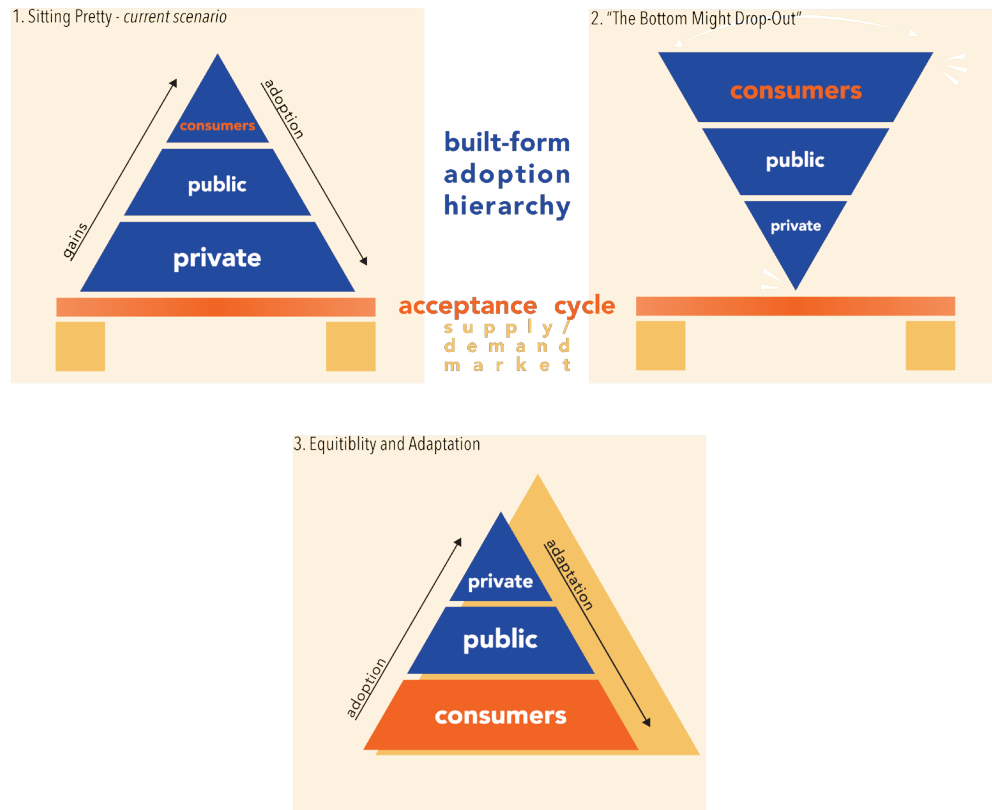 1. Sitting Pretty - current scenario
gains
adoption
consumers
public
private
built-form
adoption
hierarchy
acceptance cycle
supply/
demand
market
2. "The Bottom Might Drop-Out"
consumers
public
private
3. Equitiblity and Adaptation
adoption
adaptation
private
public
consumers